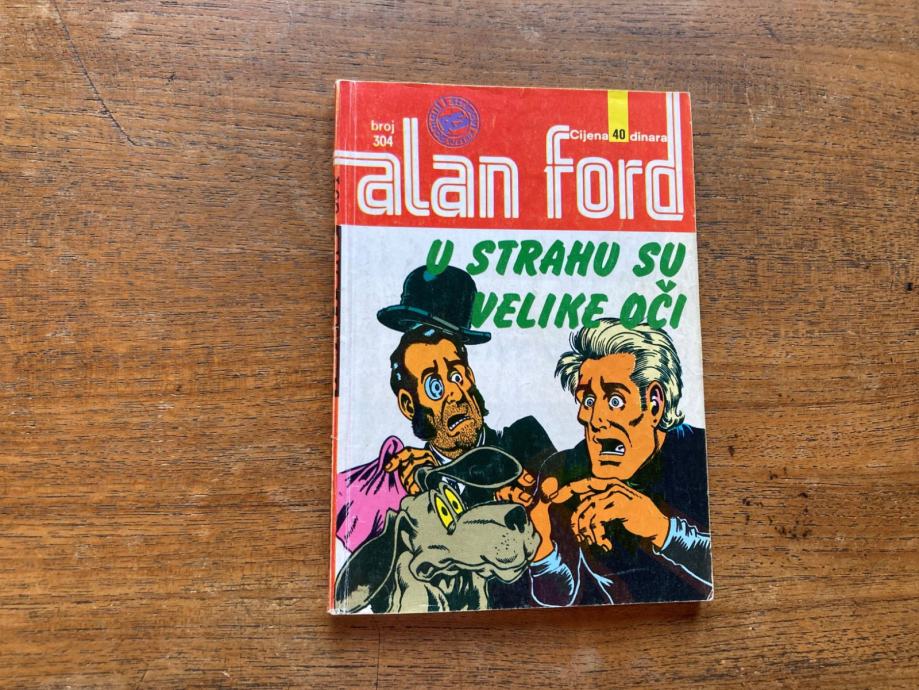 broj
304
Cijena 40 dinara
alan ford
U STRAHU SU
VELIKE OČI